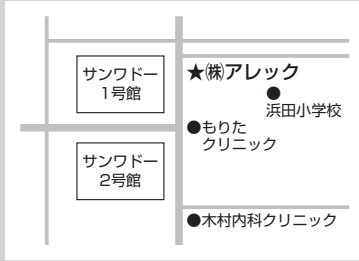 サンワドー
1号館
★㈱アレック
●
浜田小学校
●もりた
クリニック
サンワドー
2号館
●木村内科クリニック